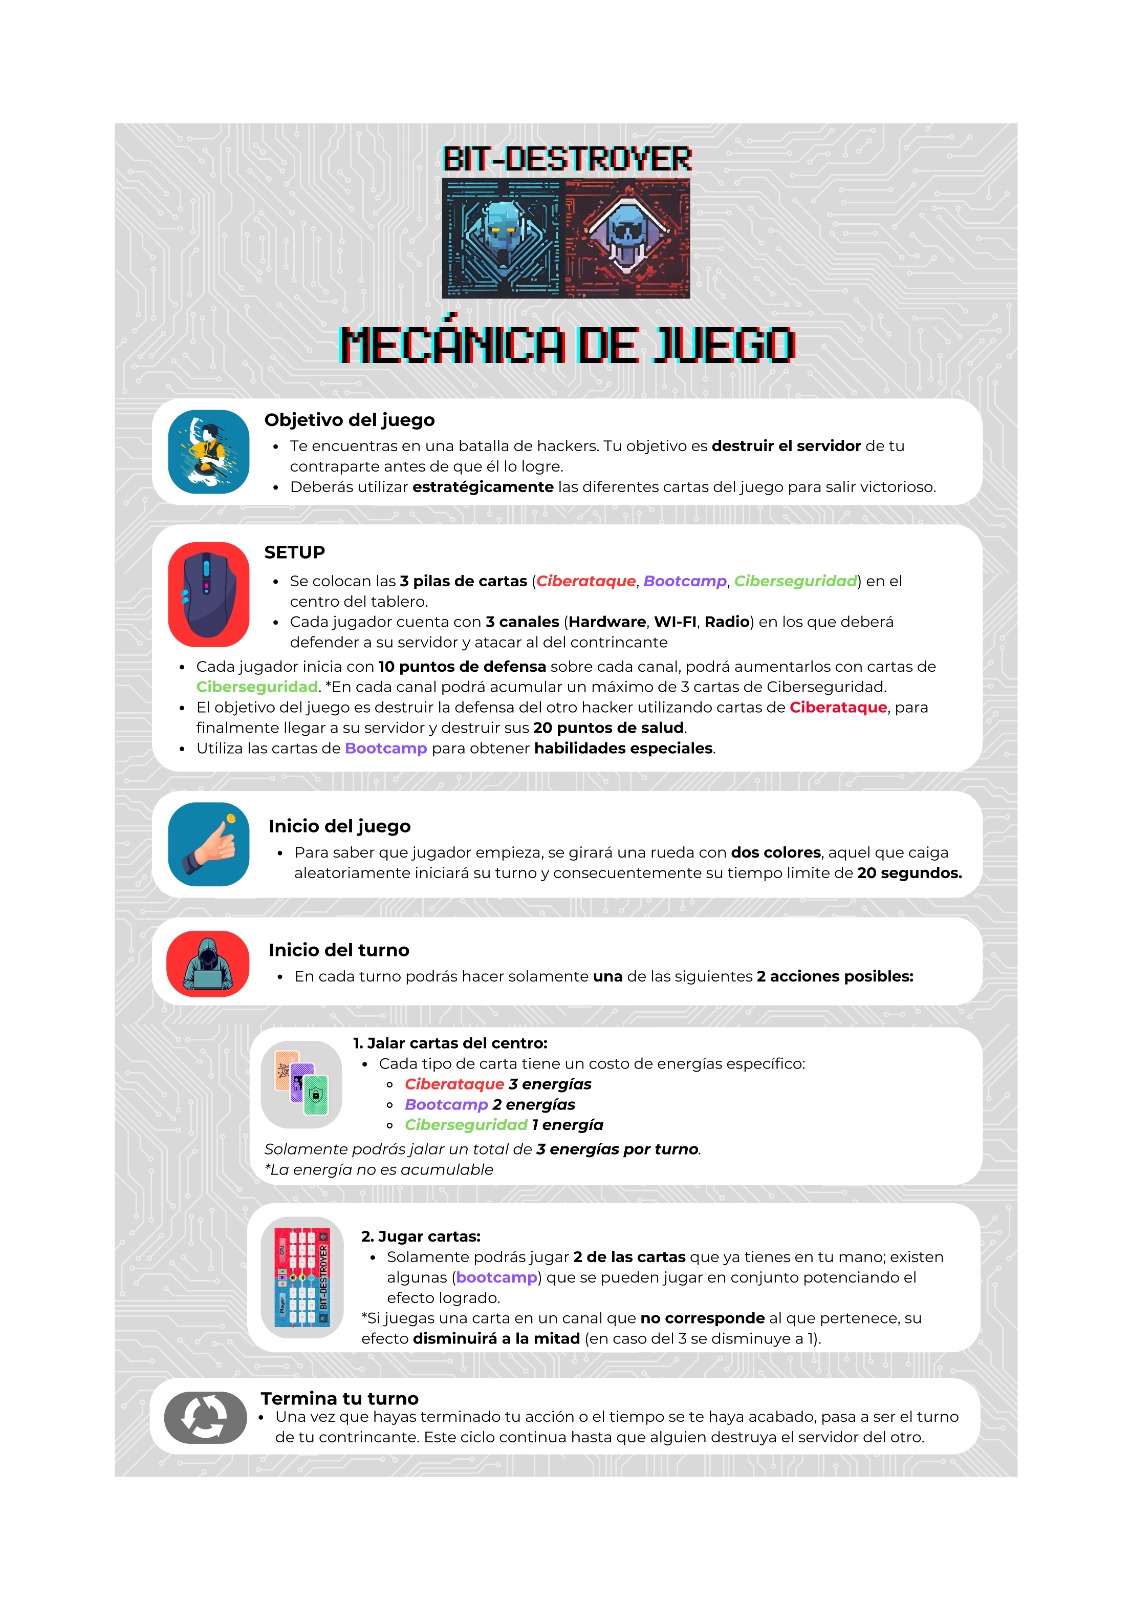 BIT-DESTROYER
MECÁNICA DE JUEGO
Objetivo del juego
• Te encuentras en una batalla de hackers. Tu objetivo es destruir el servidor de tu
contraparte antes de que él lo logre.
• Deberás utilizar estratégicamente las diferentes cartas del juego para salir victorioso.
SETUP
• Se colocan las 3 pilas de cartas (Ciberataque, Bootcamp, Ciberseguridad) en el
centro del tablero.
• Cada jugador cuenta con 3 canales (Hardware, WI-FI, Radio) en los que deberá
defender a su servidor y atacar al del contrincante
• Cada jugador inicia con 10 puntos de defensa sobre cada canal, podrá aumentarlos con cartas de
Ciberseguridad. *En cada canal podrá acumular un máximo de 3 cartas de Ciberseguridad.
• El objetivo del juego es destruir la defensa del otro hacker utilizando cartas de Ciberataque, para
finalmente llegar a su servidor y destruir sus 20 puntos de salud.
• Utiliza las cartas de Bootcamp para obtener habilidades especiales.
Inicio del juego
• Para saber que jugador empieza, se girará una rueda con dos colores, aquel que caiga
aleatoriamente iniciará su turno y consecuentemente su tiempo limite de 20 segundos.
Inicio del turno
• En cada turno podrás hacer solamente una de las siguientes 2 acciones posibles:
1. Jalar cartas del centro:
• Cada tipo de carta tiene un costo de energías específico:
◦ Ciberataque 3 energías
◦ Bootcamp 2 energías
◦ Ciberseguridad 1 energía
Solamente podrás jalar un total de 3 energías por turno.
*La energía no es acumulable
CPU
Player
BIT-DESTROYER
2. Jugar cartas:
• Solamente podrás jugar 2 de las cartas que ya tienes en tu mano; existen
algunas (bootcamp) que se pueden jugar en conjunto potenciando el
efecto logrado.
*Si juegas una carta en un canal que no corresponde al que pertenece, su
efecto disminuirá a la mitad (en caso del 3 se disminuye a 1).
Termina tu turno
• Una vez que hayas terminado tu acción o el tiempo se te haya acabado, pasa a ser el turno
de tu contrincante. Este ciclo continua hasta que alguien destruya el servidor del otro.